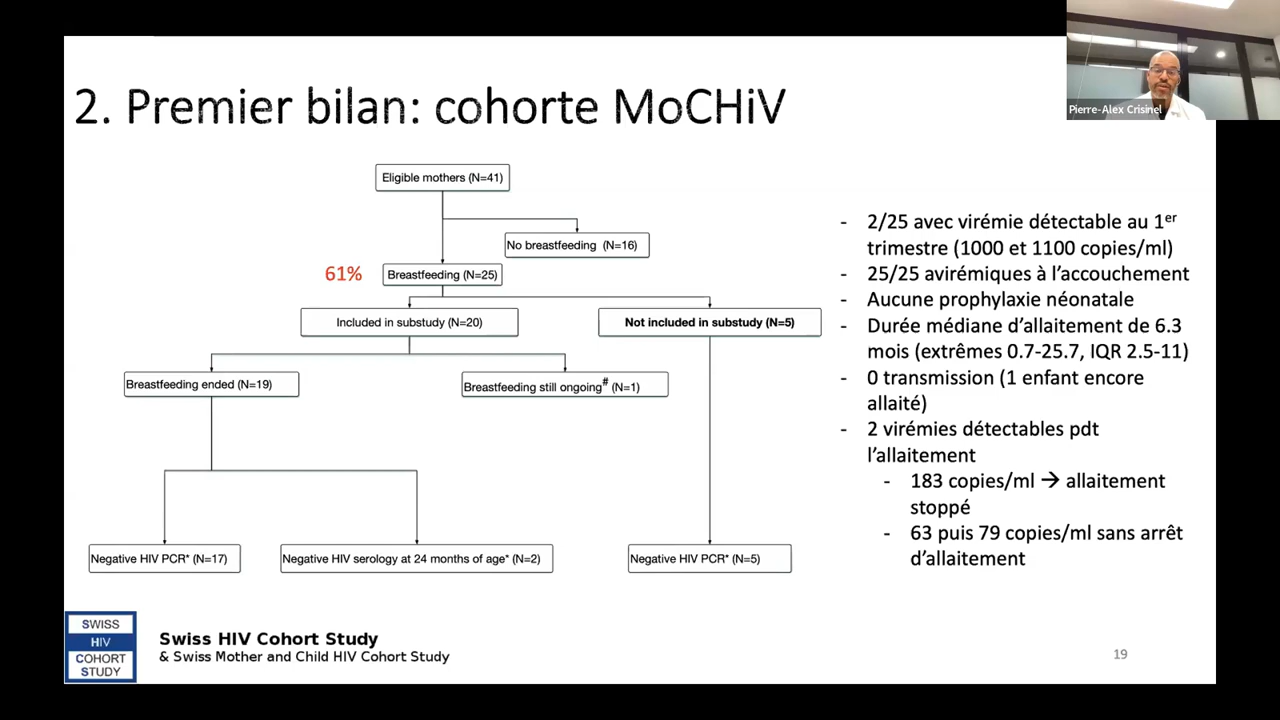 Pierre-Alex Crisinel
2. Premier bilan: cohorte MoCHiV
Eligible mothers (N=41)
No breastfeeding (N=16)
61%
Breastfeeding (N=25)
Included in substudy (N=20)
Not included in substudy (N=5)
Breastfeeding ended (N=19)
Breastfeeding still ongoing# (N=1)
Negative HIV PCR* (N=17)
Negative HIV serology at 24 months of age* (N=2)
Negative HIV PCR* (N=5)
- 2/25 avec virémie détectable au 1er
trimestre (1000 et 1100 copies/ml)
- 25/25 avirémiques à l’accouchement
- Aucune prophylaxie néonatale
- Durée médiane d’allaitement de 6.3
mois (extrêmes 0.7-25.7, IQR 2.5-11)
- 0 transmission (1 enfant encore
allaité)
- 2 virémies détectables pdt
l’allaitement
- 183 copies/ml → allaitement
stoppé
- 63 puis 79 copies/ml sans arrêt
d’allaitement
SWISS
HIV
COHORT
STUDY
Swiss HIV Cohort Study
& Swiss Mother and Child HIV Cohort Study
19